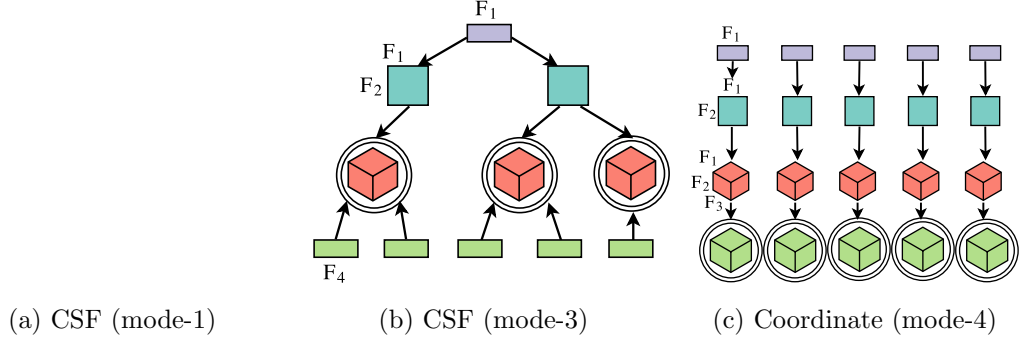 F1
F1
F2
F4
F1
F1
F2
F1
F2
F3
(a) CSF (mode-1)
(b) CSF (mode-3)
(c) Coordinate (mode-4)